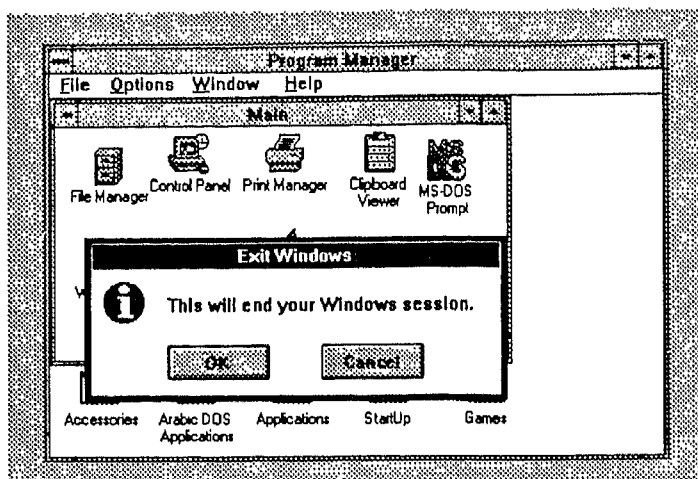 Program Manager
File Options Window Help
Main
File Manager Control Panel Print Manager Clipboard Viewer MS-DOS Prompt
Exit Windows
This will end your Windows session.
OK Cancel
Accessories Arabic DOS Applications Applications StartUp Games